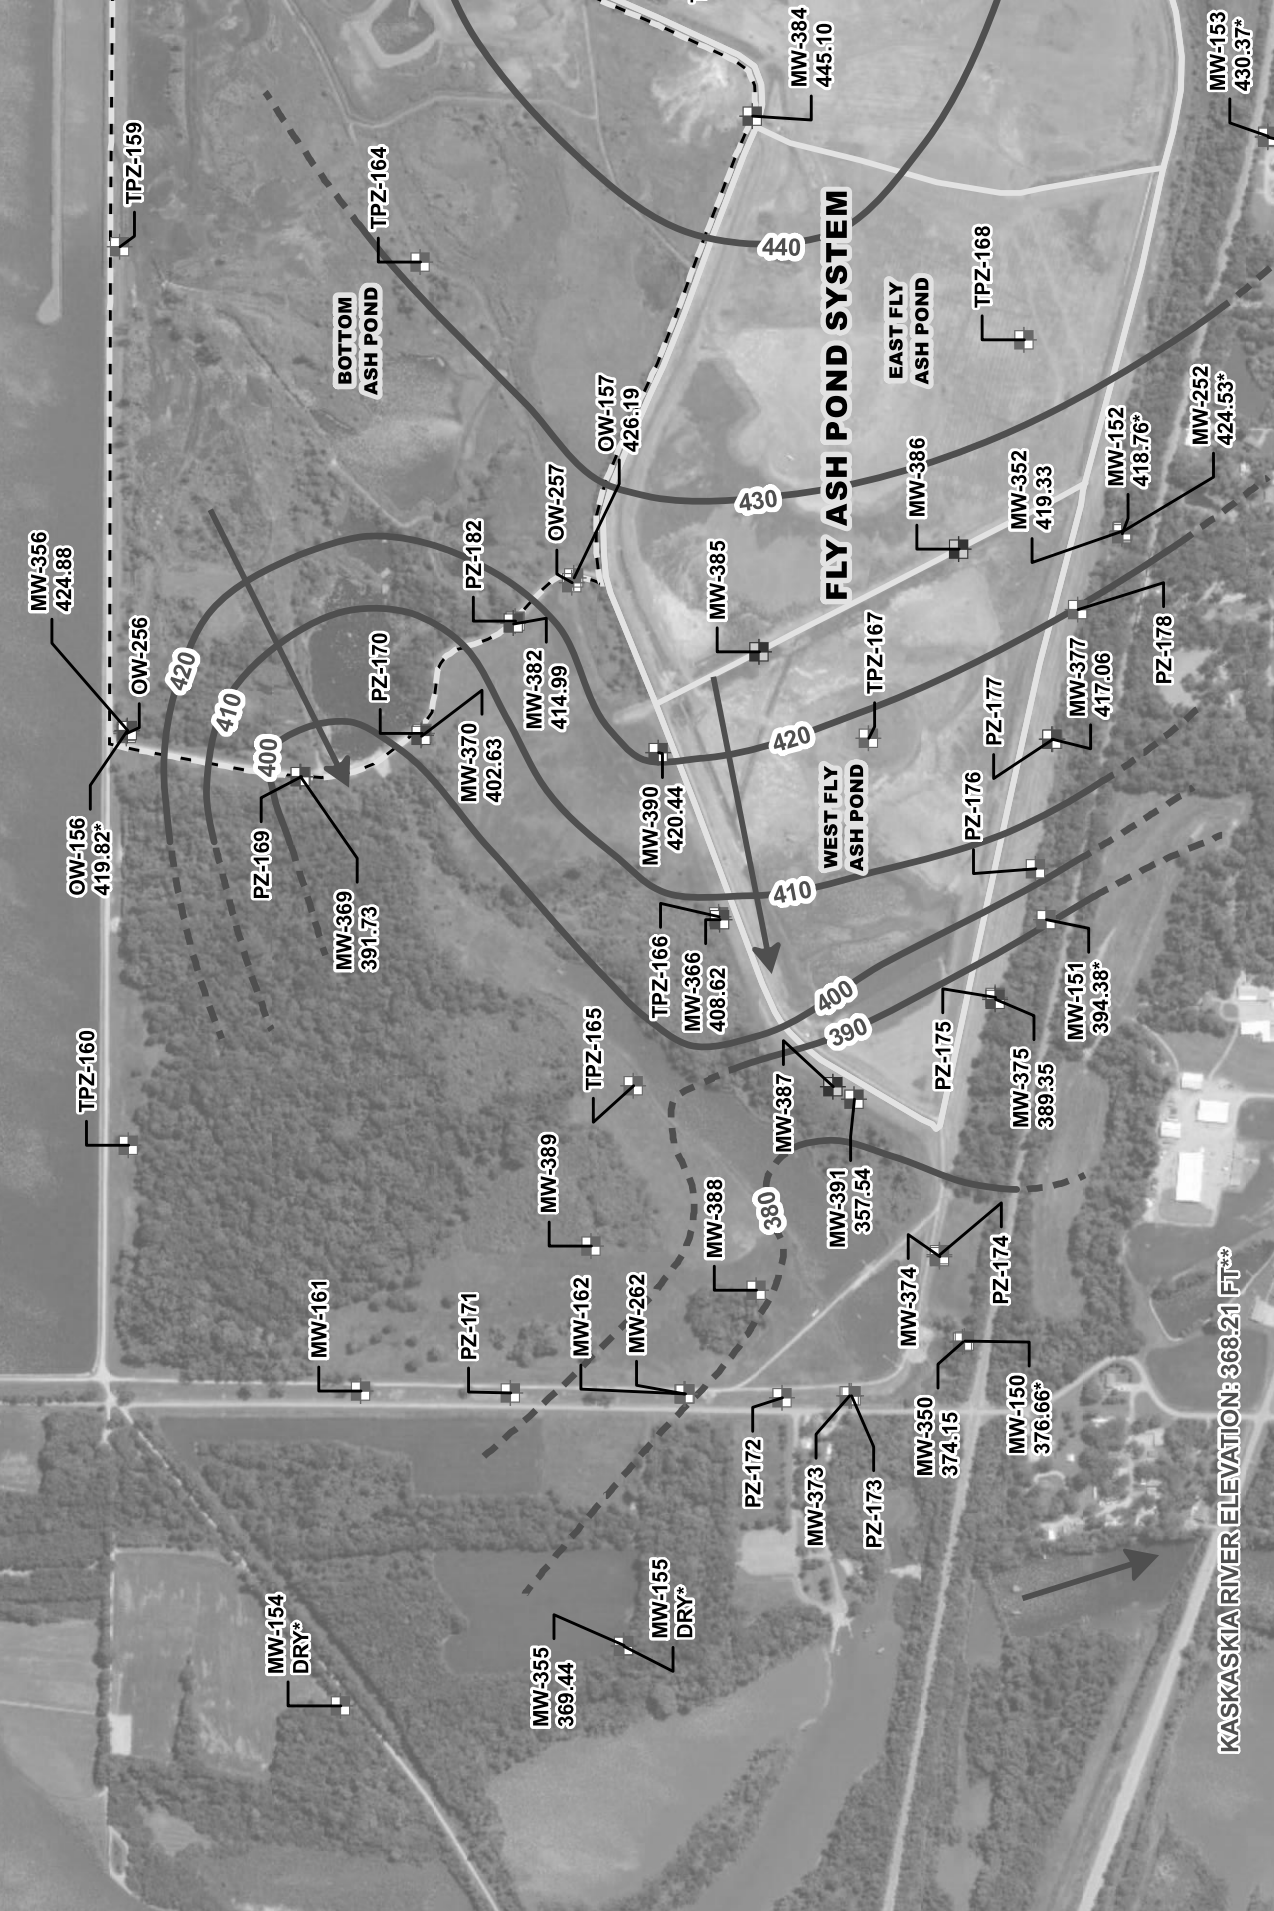 MW-384
445.10
MW-153
430.37*
TPZ-159
TPZ-164
440
TPZ-168
BOTTOM
ASH POND
EAST FLY
ASH POND
FLY ASH POND SYSTEM
OW-157
426.19
OW-257
430
MW-386
MW-352
419.33
MW-152
418.76*
MW-252
424.53*
MW-356
424.88
OW-256
PZ-182
MW-385
420
410
400
PZ-170
MW-382
414.99
TPZ-167
PZ-178
MW-377
417.06
PZ-177
MW-370
402.63
420
OW-156
419.82*
PZ-169
MW-369
391.73
MW-390
420.44
WEST FLY
ASH POND
PZ-176
410
TPZ-166
MW-366
408.62
400
390
MW-151
394.38*
TPZ-160
TPZ-165
MW-387
PZ-175
MW-375
389.35
MW-389
MW-388
380
MW-391
357.54
MW-161
PZ-171
MW-162
MW-262
MW-374
PZ-174
PZ-172
MW-373
PZ-173
MW-350
374.15
MW-150
376.66*
MW-154
DRY*
MW-355
369.44
MW-155
DRY*
KASKASKIA RIVER ELEVATION: 368.21 FT**